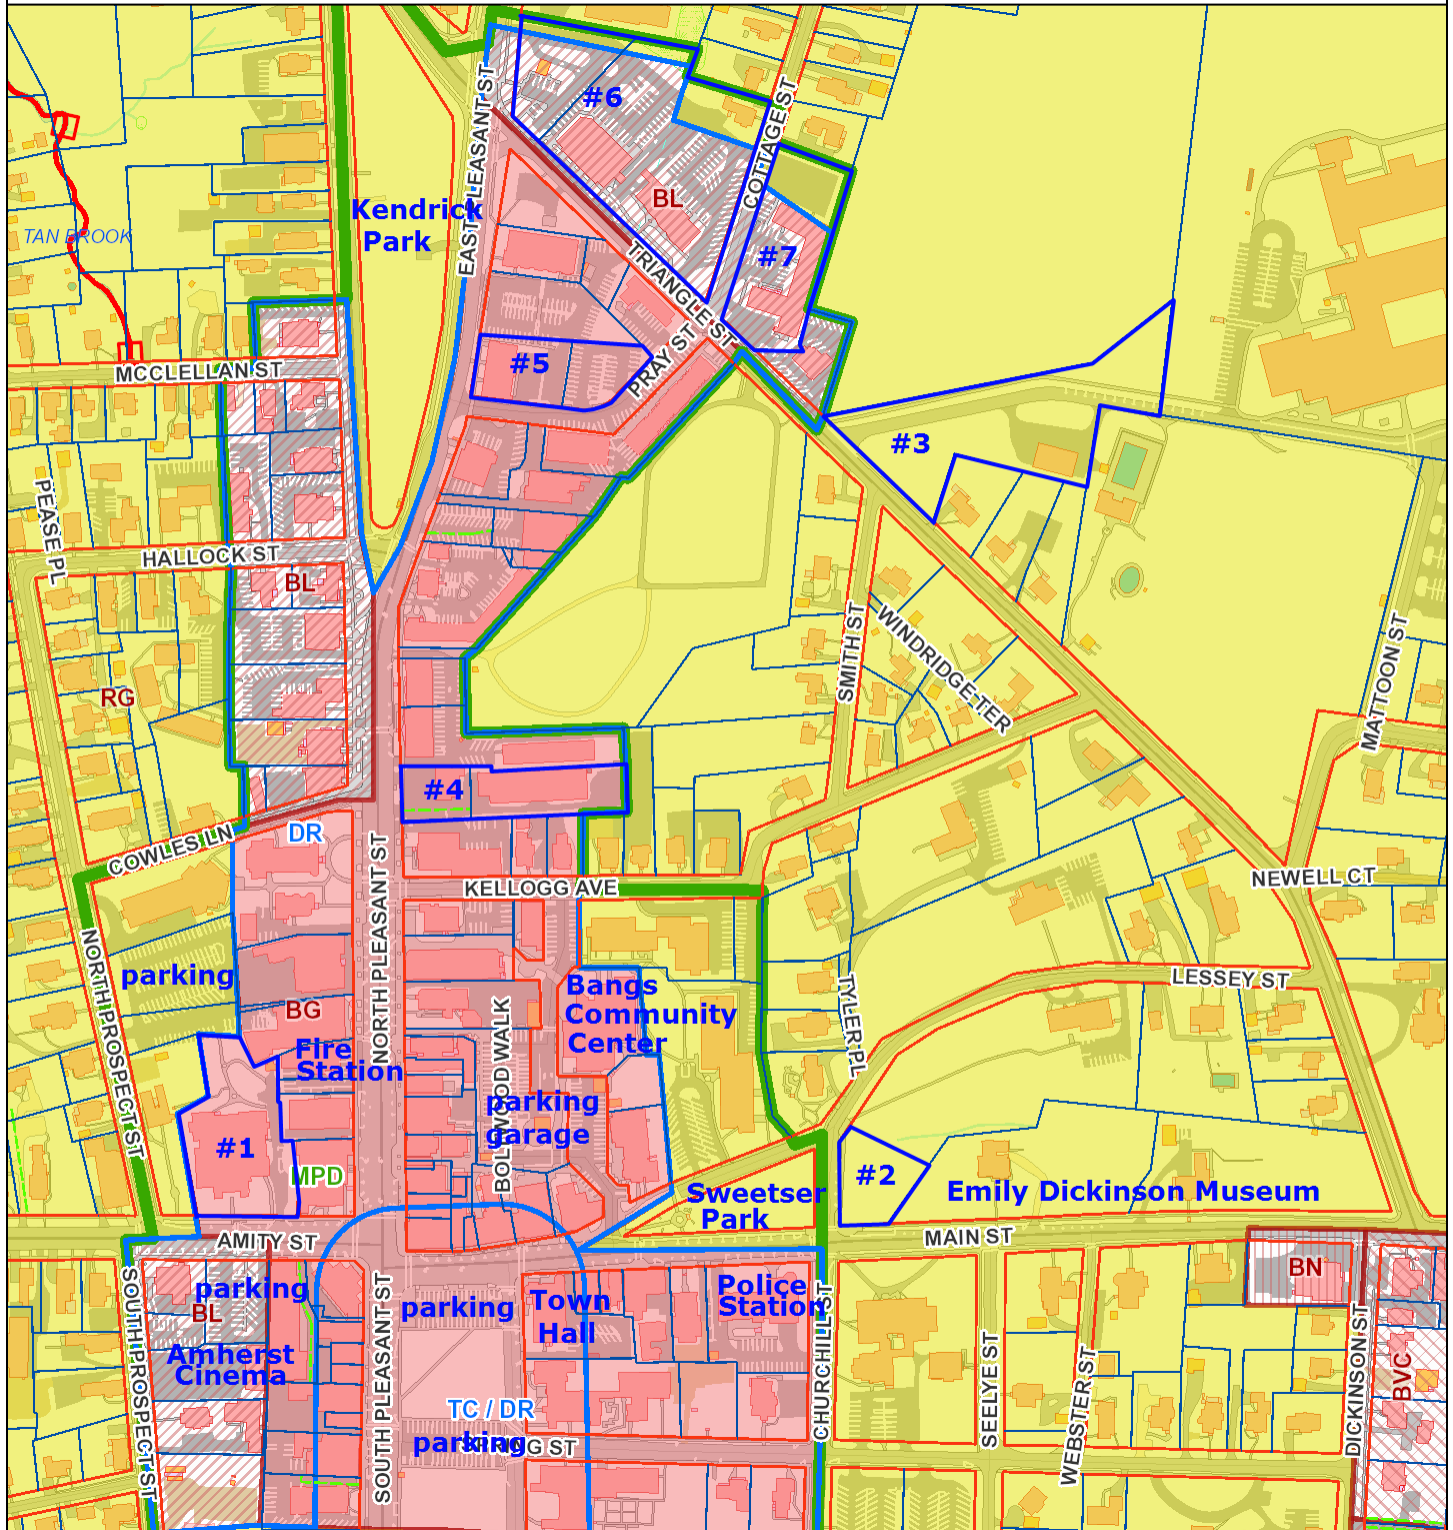 #6
EAST PLEASANT ST
COTTAGE ST
Kendrick
Park
BL
TAN BROOK
#7
TRIANGLE ST
#5
PRAY ST
MCCLELLAN ST
#3
PEASE PL
HALLOCK ST
BL
SMITH ST
WINDRIDGE TER
MATTOON ST
RG
#4
DR
COWLES LN
NORTH PLEASANT ST
KELLOGG AVE
NEWELL CT
NORTH PROSPECT ST
parking
BG
Bangs
Community
Center
TYLER PL
LESSEY ST
Fire
Station
BOLTWOOD WALK
parking
garage
#1
MPD
#2
Sweetser
Park
Emily Dickinson Museum
AMITY ST
MAIN ST
BN
parking
BL
parking
Town
Hall
Police
Station
SOUTH PROSPECT ST
Amherst
Cinema
SOUTH PLEASANT ST
CHURCHILL ST
SEELYE ST
WEBSTER ST
DICKINSON ST
BVC
TC / DR
parking
SPRING ST